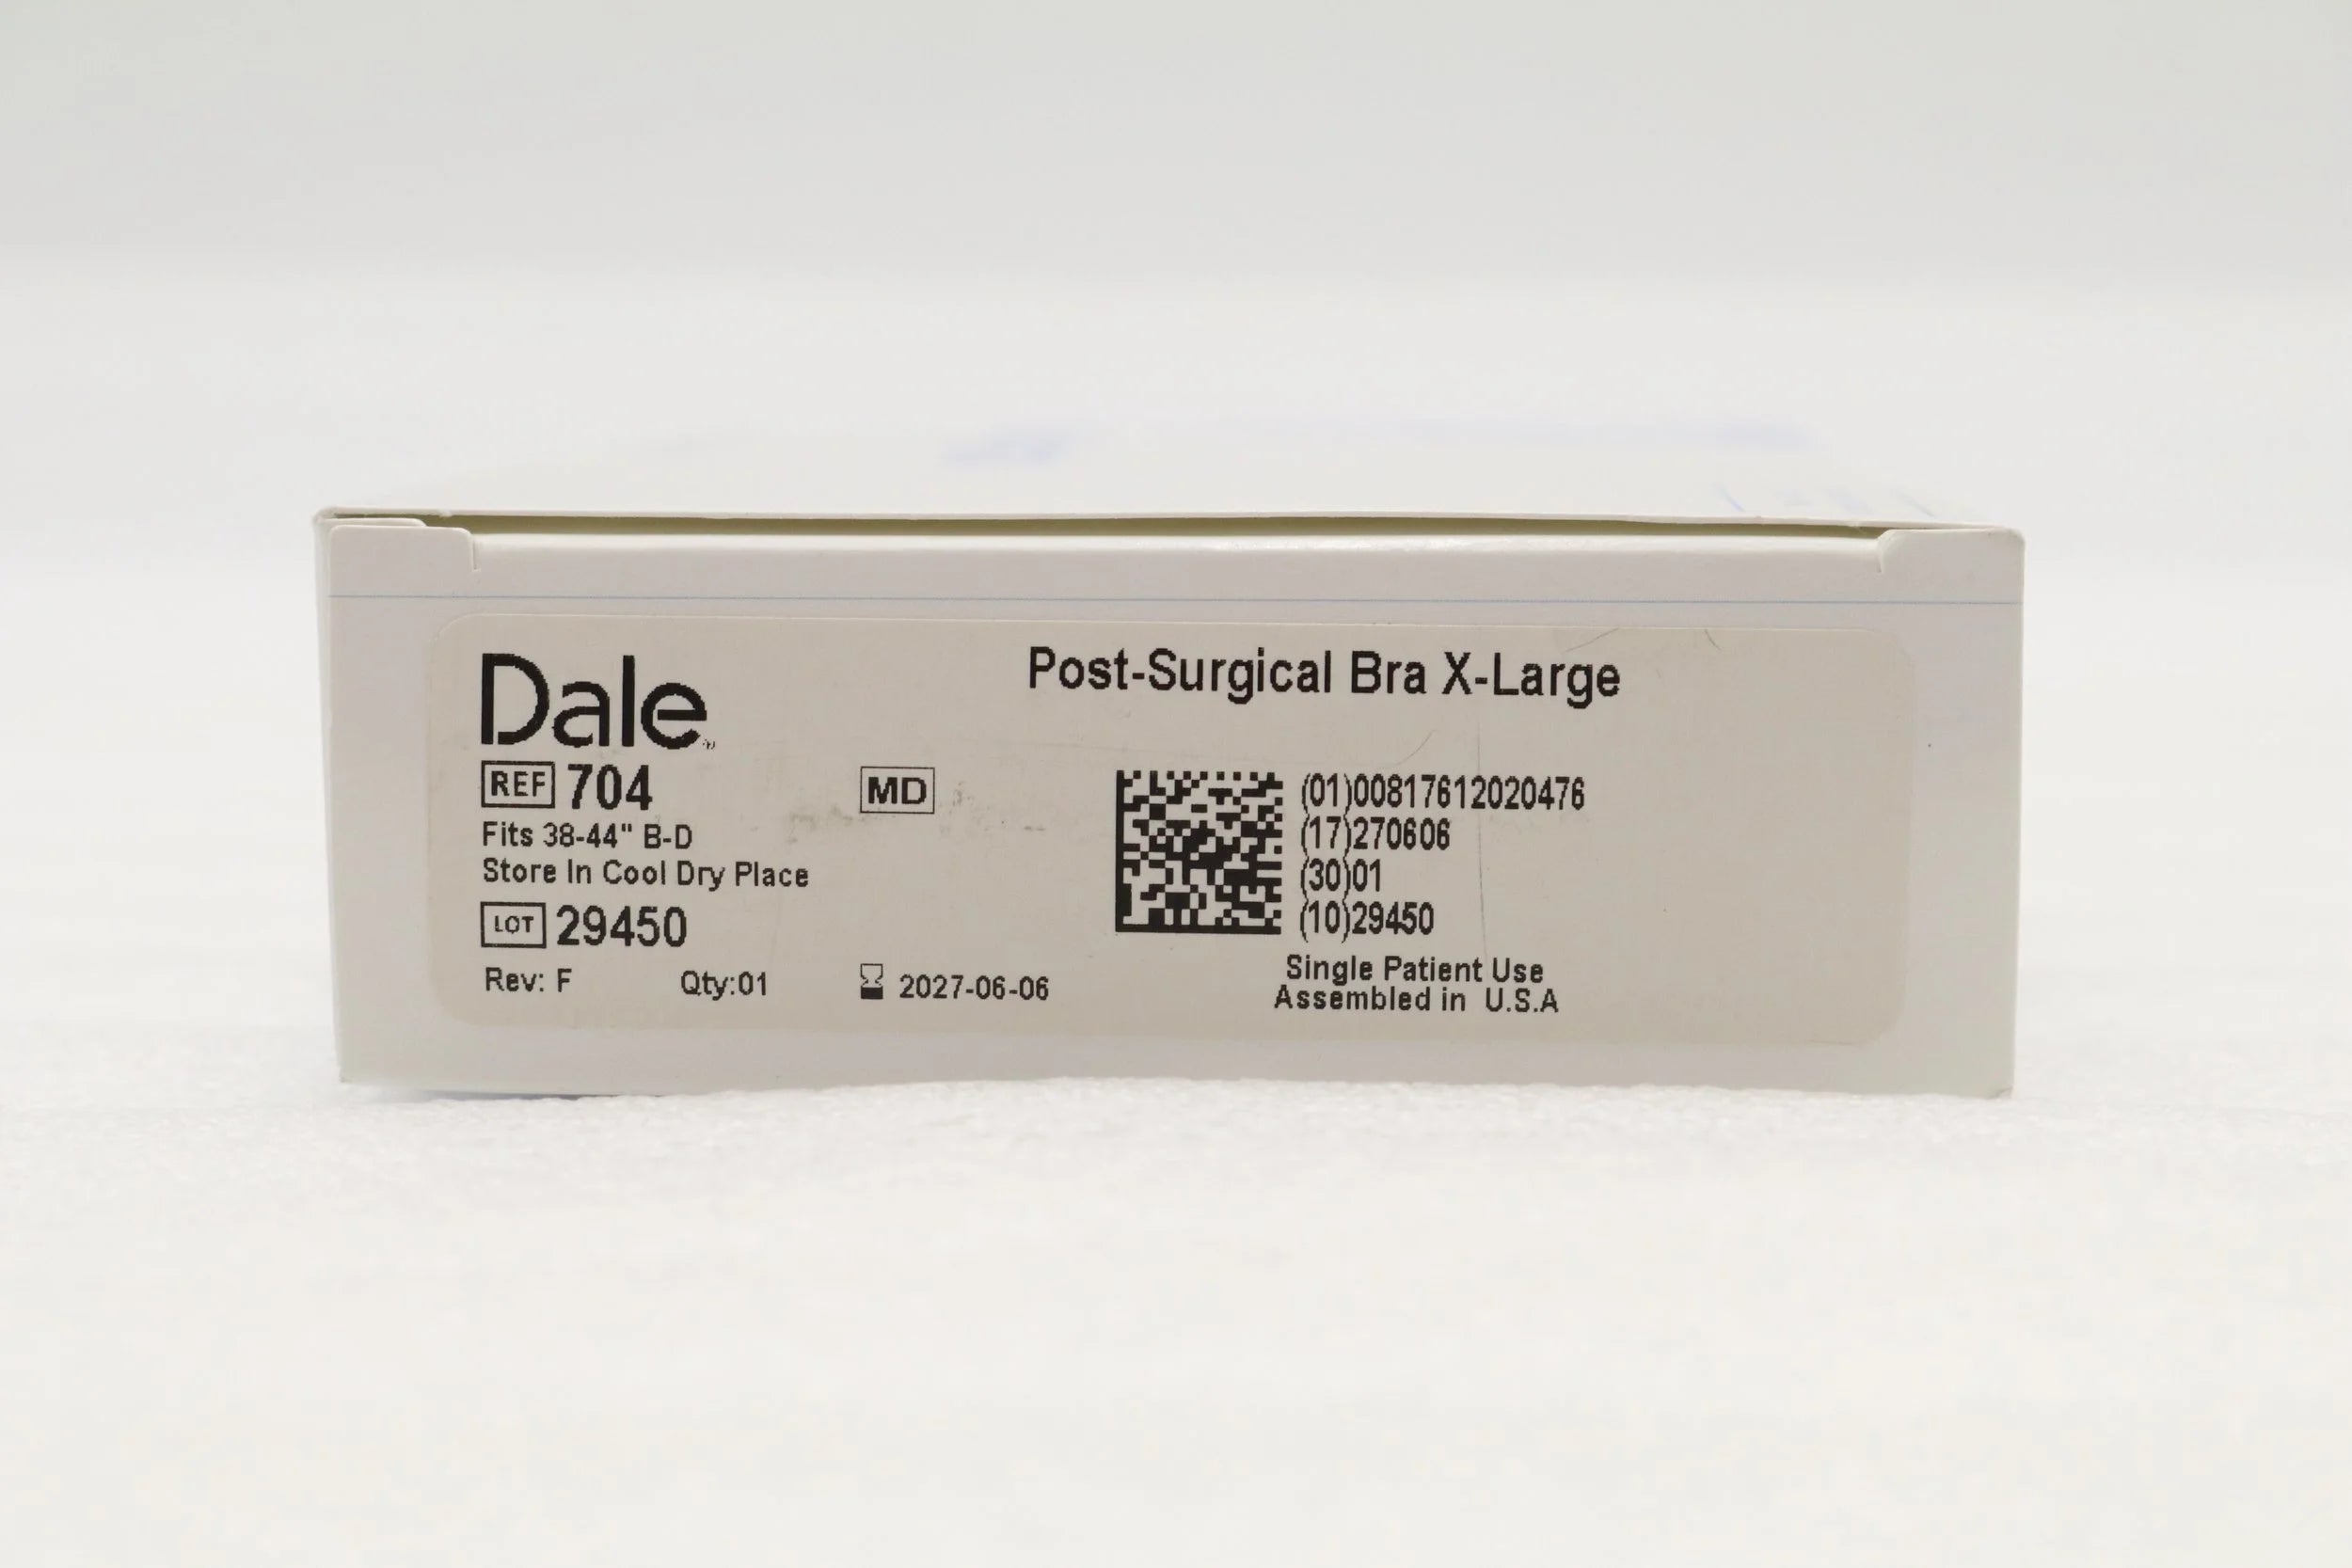 Dale
Post-Surgical Bra X-Large
REF 704
MD
Fits 38-44" B-D
Store In Cool Dry Place
LOT 29450
Rev: F Qty:01 2027-06-06
(01)00817612020476
(17)270606
(30)01
(10)29450
Single Patient Use
Assembled in U.S.A